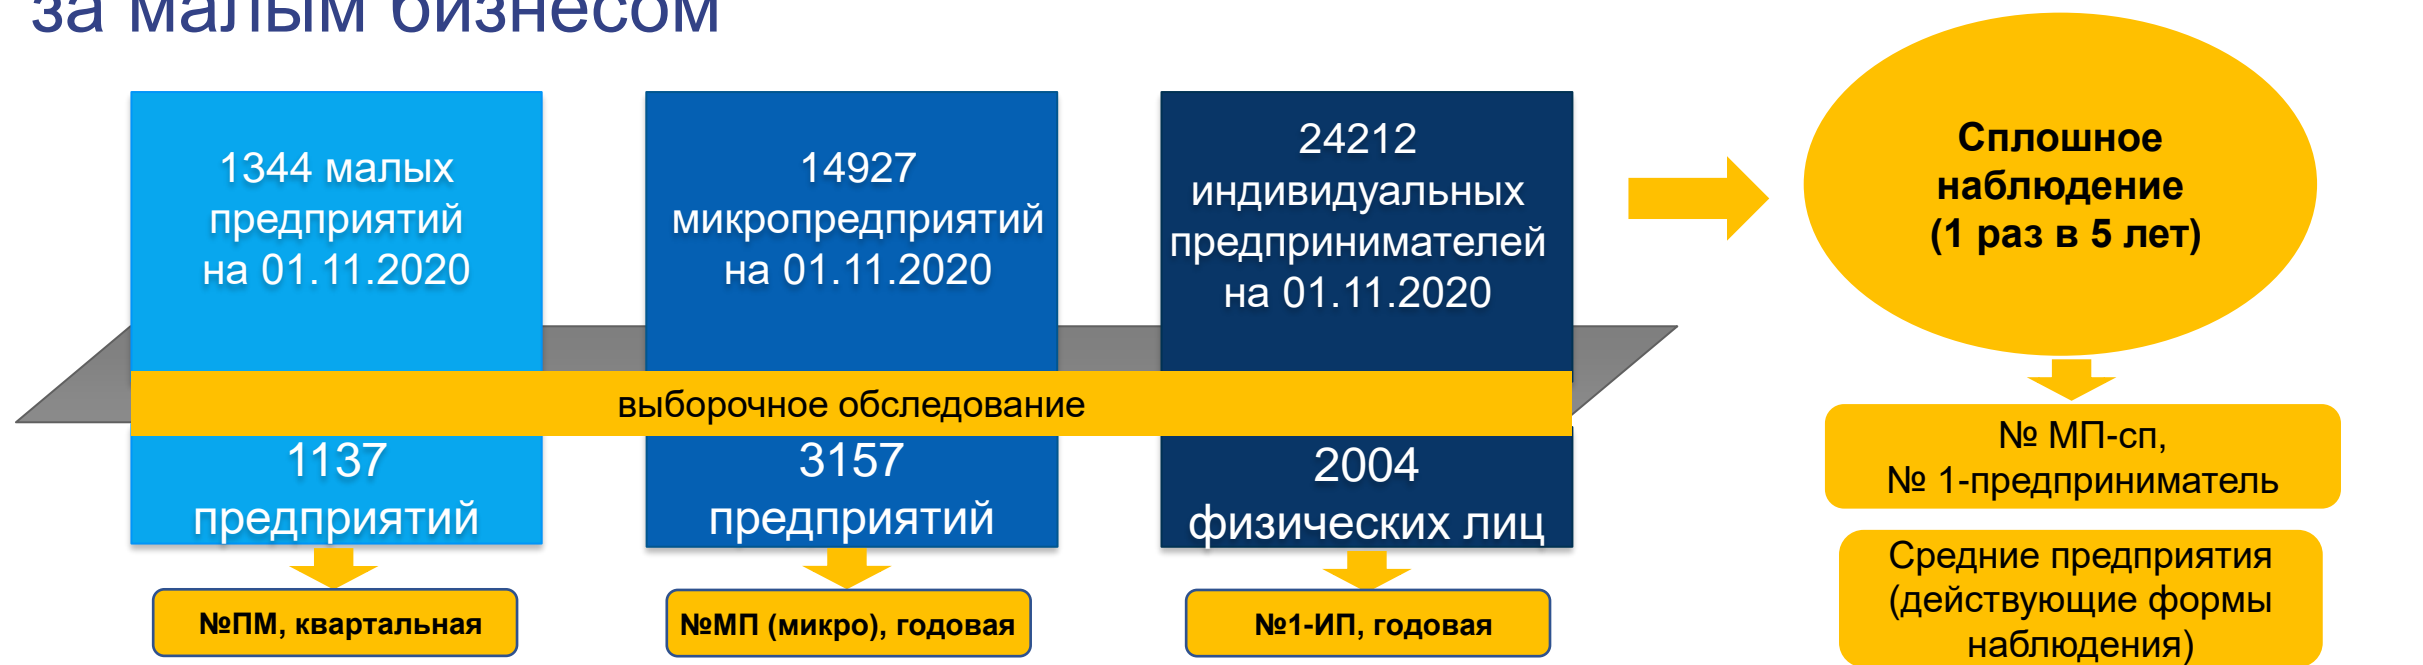 за малым бизнесом
1344 малых
предприятий
на 01.11.2020
14927
микропредприятий
на 01.11.2020
24212
индивидуальных
предпринимателей
на 01.11.2020
выборочное обследование
1137
предприятий
3157
предприятий
2004
физических лиц
№ПМ, квартальная
№МП (микро), годовая
№1-ИП, годовая
Сплошное
наблюдение
(1 раз в 5 лет)
№ МП-сп,
№ 1-предприниматель
Средние предприятия
(действующие формы
наблюдения)